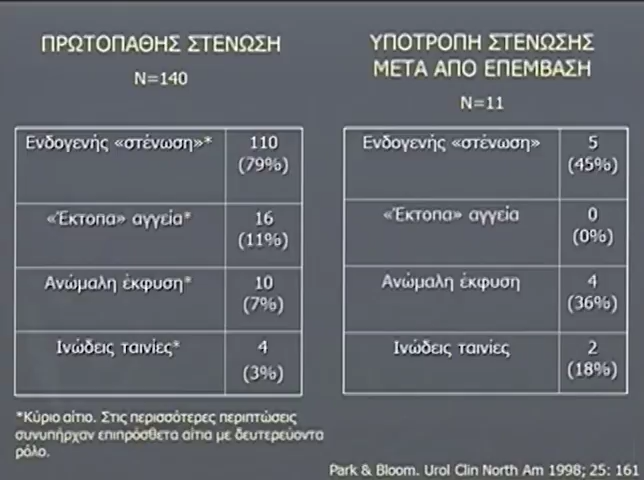 ΠΡΩΤΟΠΑΘΗΣ ΣΤΕΝΩΣΗ
N=140
Ενδογενής «στένωση»* 110
(79%)
«Έκτοπα» αγγεία* 16
(11%)
Ανώμαλη έκφυση* 10
(7%)
Ινώδεις ταινίες* 4
(3%)
*Κύριο αίτιο. Στις περισσότερες περιπτώσεις
συνυπήρχαν επιπρόσθετα αίτια με δευτερεύοντα
ρόλο.
ΥΠΟΤΡΟΠΗ ΣΤΕΝΩΣΗΣ
ΜΕΤΑ ΑΠΟ ΕΠΕΜΒΑΣΗ
N=11
Ενδογενής «στένωση» 5
(45%)
«Έκτοπα» αγγεία 0
(0%)
Ανώμαλη έκφυση 4
(36%)
Ινώδεις ταινίες 2
(18%)
Park & Bloom. Urol Clin North Am 1998; 25: 161